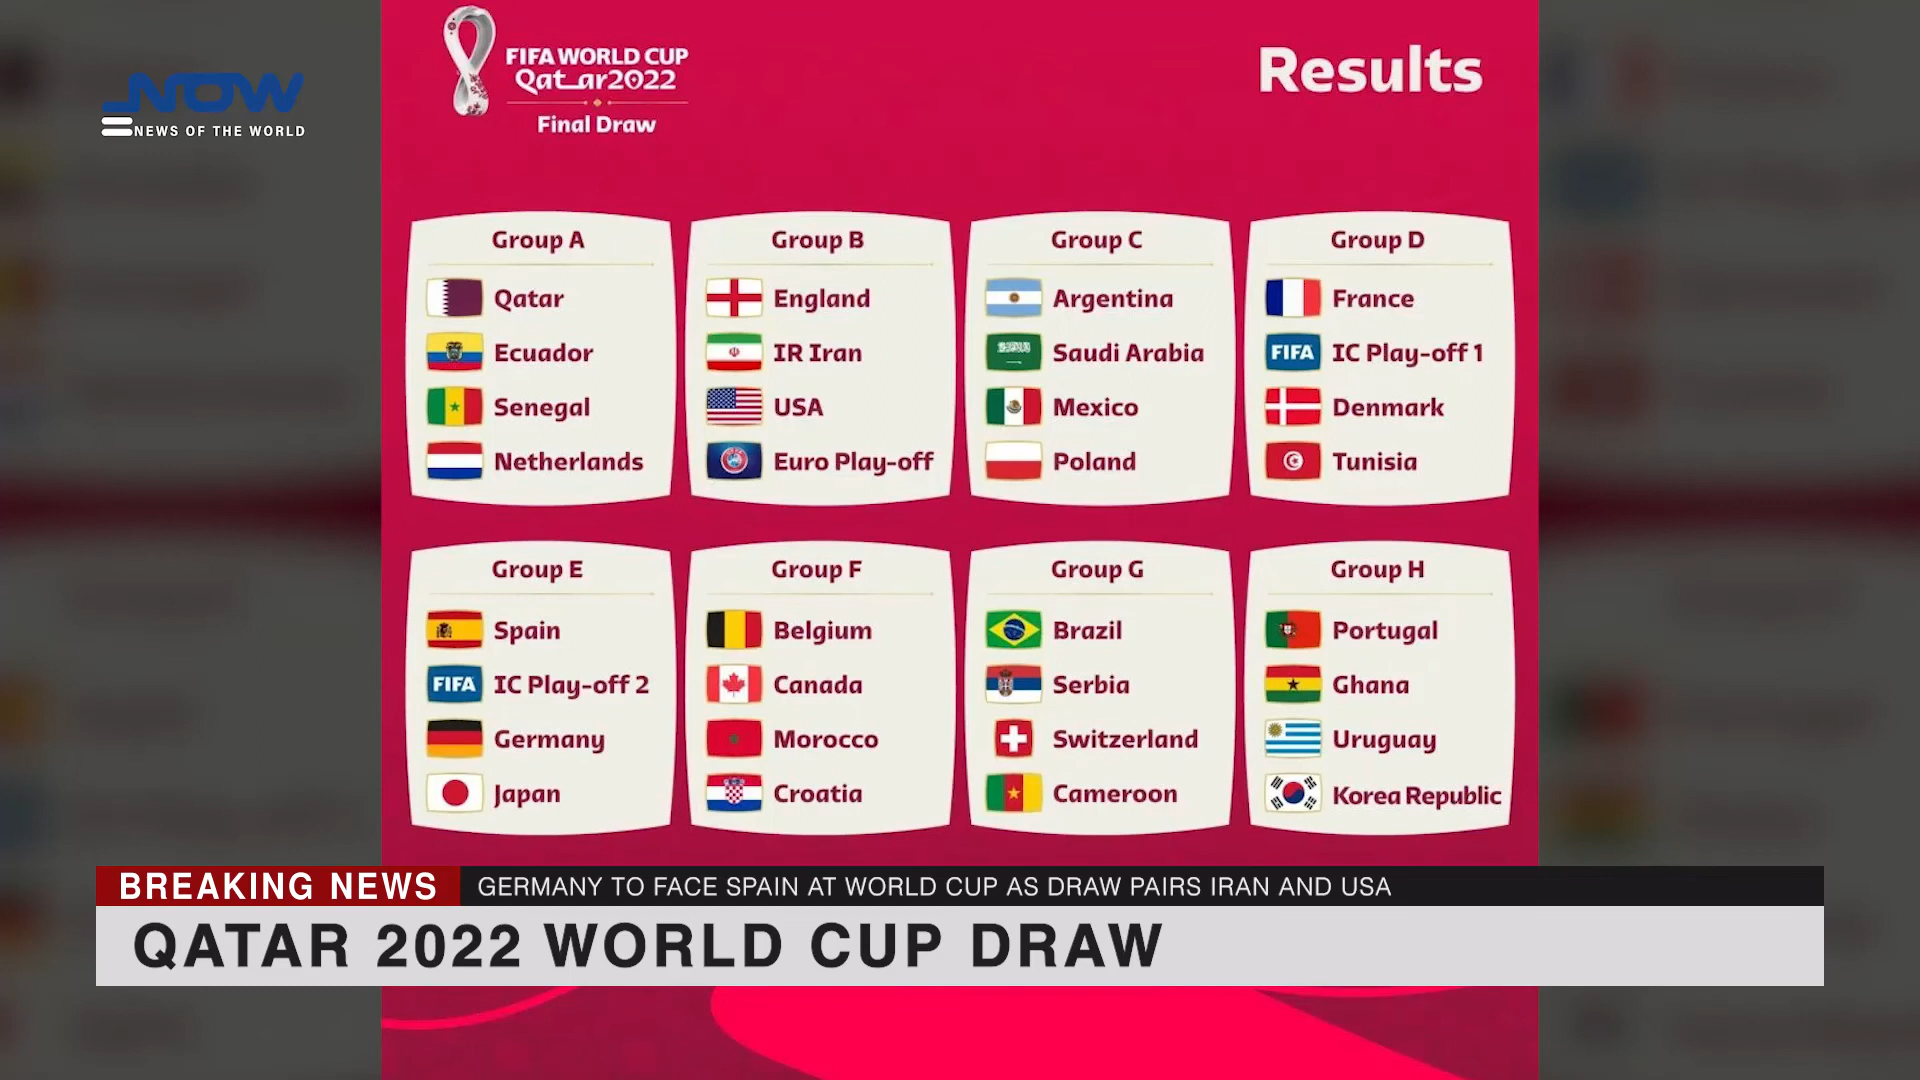 NOW
NEWS OF THE WORLD
FIFA WORLD CUP
Qatar2022
Final Draw
Results
Group A
Qatar
Ecuador
Senegal
Netherlands
Group B
England
IR Iran
USA
Euro Play-off
Group C
Argentina
Saudi Arabia
Mexico
Poland
Group D
France
FIFA IC Play-off 1
Denmark
Tunisia
Group E
Spain
FIFA IC Play-off 2
Germany
Japan
Group F
Belgium
Canada
Morocco
Croatia
Group G
Brazil
Serbia
Switzerland
Cameroon
Group H
Portugal
Ghana
Uruguay
Korea Republic
BREAKING NEWS GERMANY TO FACE SPAIN AT WORLD CUP AS DRAW PAIRS IRAN AND USA
QATAR 2022 WORLD CUP DRAW